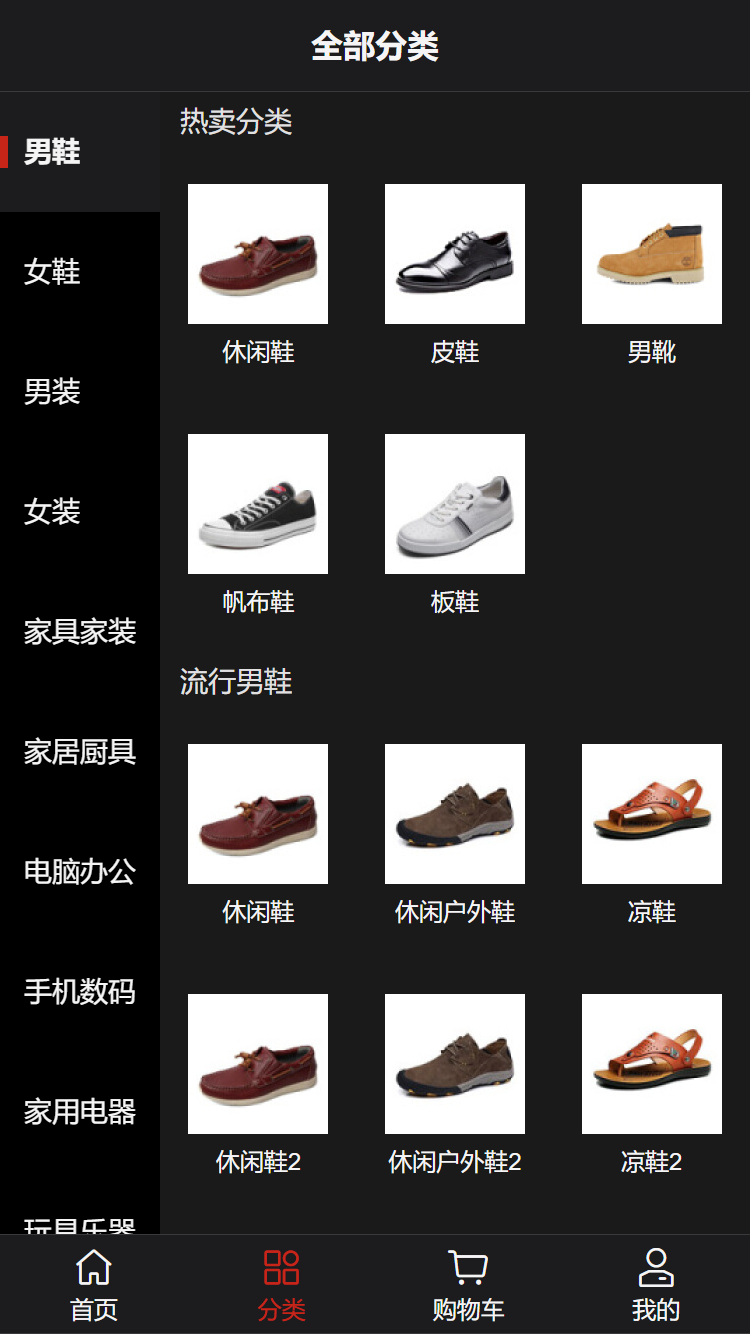 全部分类
男鞋
女鞋
男装
女装
家具家装
家居厨具
电脑办公
手机数码
家用电器
玩具乐器
热卖分类
休闲鞋
皮鞋
男靴
帆布鞋
板鞋
流行男鞋
休闲鞋
休闲户外鞋
凉鞋
休闲鞋2
休闲户外鞋2
凉鞋2
首页
分类
购物车
我的